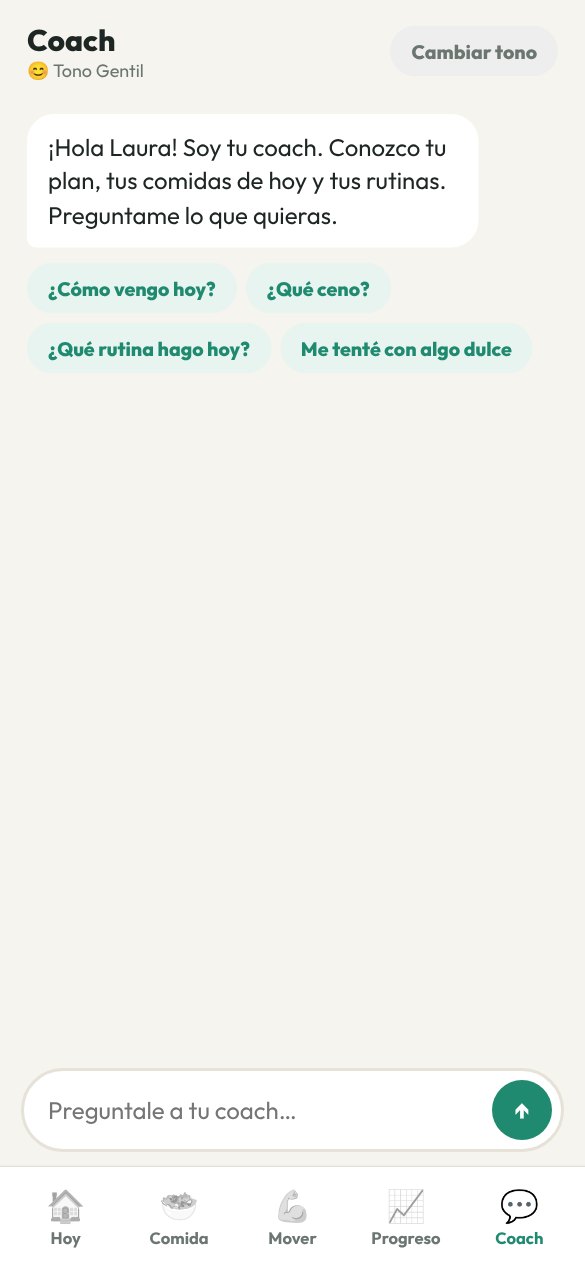 Coach
😊 Tono Gentil
Cambiar tono
¡Hola Laura! Soy tu coach. Conozco tu
plan, tus comidas de hoy y tus rutinas.
Preguntame lo que quieras.
¿Cómo vengo hoy?
¿Qué ceno?
¿Qué rutina hago hoy?
Me tenté con algo dulce
Preguntale a tu coach...
Hoy
Comida
Mover
Progreso
Coach